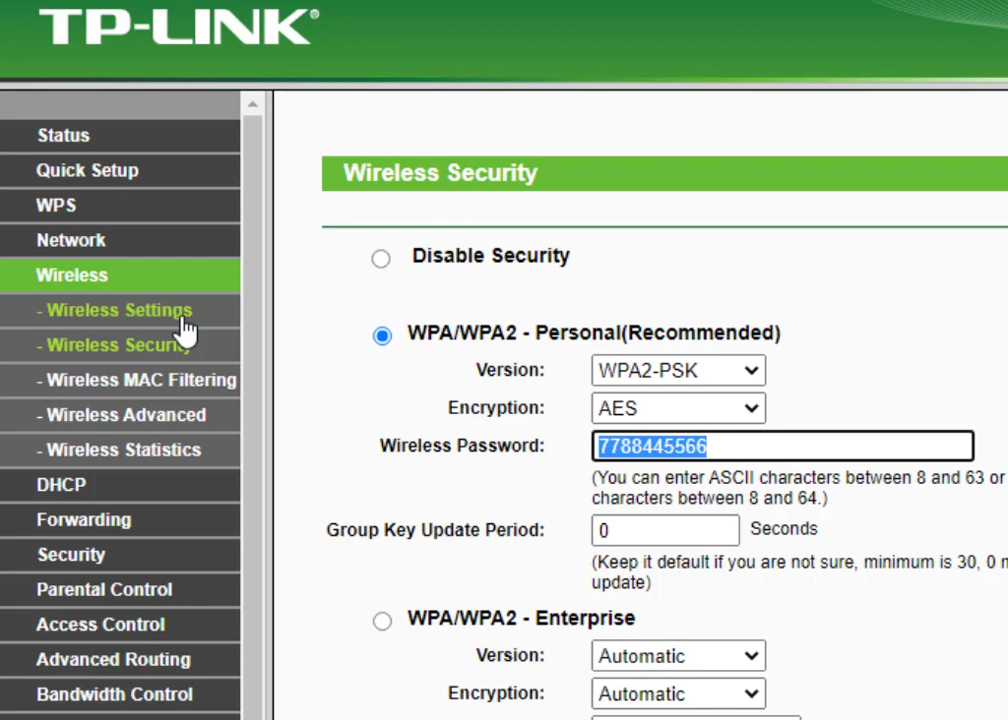 TP-LINK®
Status
Quick Setup
WPS
Network
Wireless
- Wireless Settings
- Wireless Security
- Wireless MAC Filtering
- Wireless Advanced
- Wireless Statistics
DHCP
Forwarding
Security
Parental Control
Access Control
Advanced Routing
Bandwidth Control
Wireless Security
Disable Security
WPA/WPA2 - Personal(Recommended)
Version: WPA2-PSK
Encryption: AES
Wireless Password: 7788445566
(You can enter ASCII characters between 8 and 63 or
characters between 8 and 64.)
Group Key Update Period: 0 Seconds
(Keep it default if you are not sure, minimum is 30, 0
update)
WPA/WPA2 - Enterprise
Version: Automatic
Encryption: Automatic